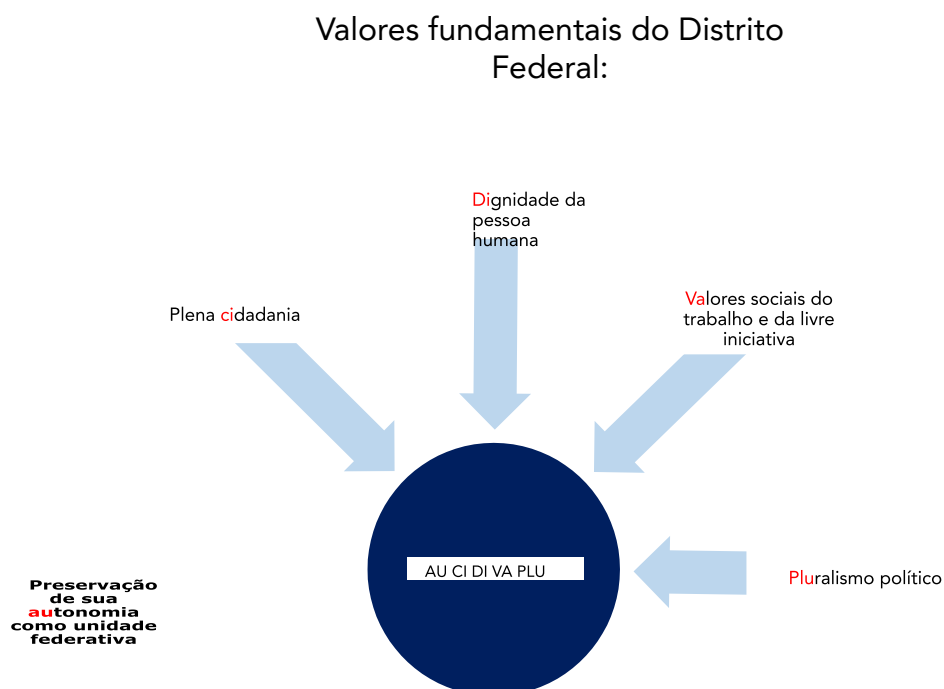 Valores fundamentais do Distrito
Federal:
Dignidade da
pessoa
humana
Plena cidadania
Valores sociais do
trabalho e da livre
iniciativa
AU CI DI VA PLU
Pluralismo político
Preservação
de sua
autonomia
como unidade
federativa